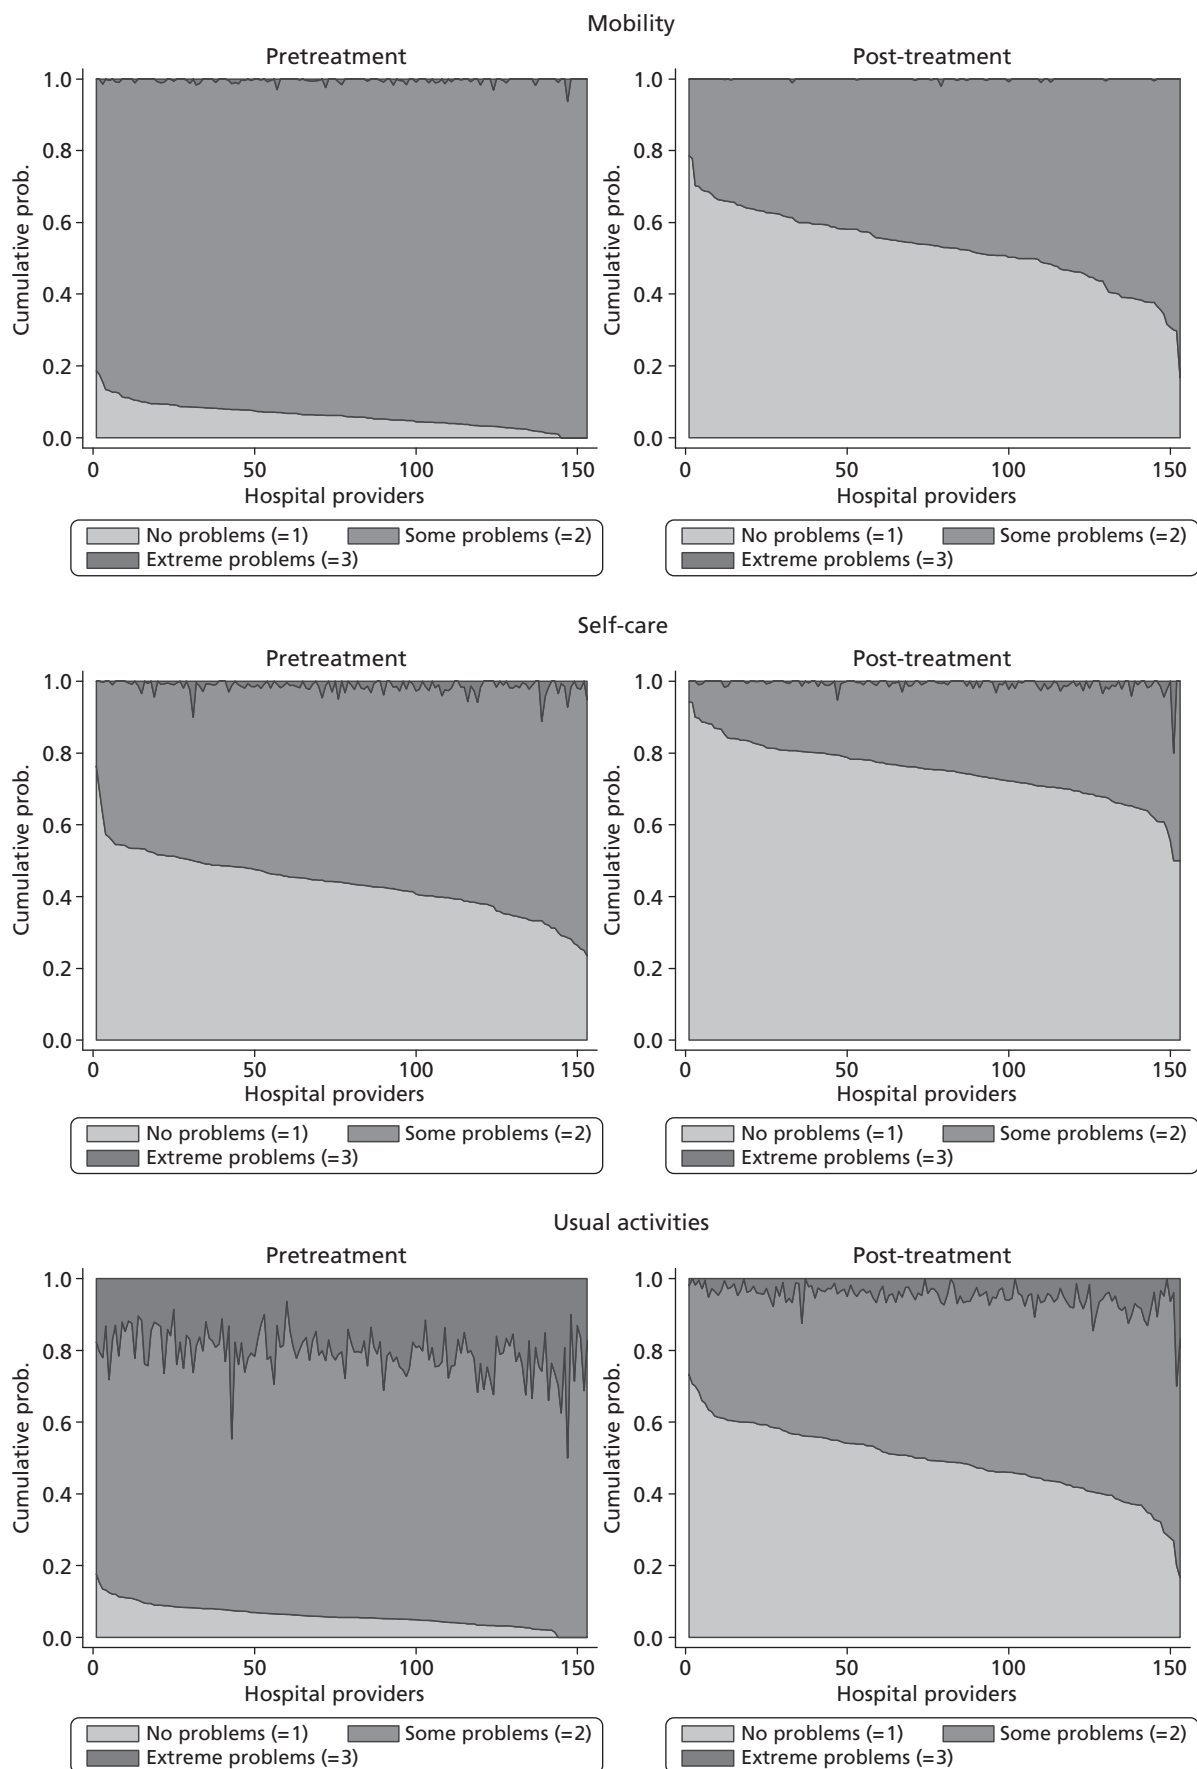 Mobility
Pretreatment
Post-treatment
1.0
0.8
0.6
0.4
0.2
0.0
Cumulative prob.
0 50 100 150
Hospital providers
1.0
0.8
0.6
0.4
0.2
0.0
Cumulative prob.
0 50 100 150
Hospital providers
No problems (=1) Some problems (=2)
Extreme problems (=3)
No problems (=1) Some problems (=2)
Extreme problems (=3)
Self-care
Pretreatment
Post-treatment
1.0
0.8
0.6
0.4
0.2
0.0
Cumulative prob.
0 50 100 150
Hospital providers
1.0
0.8
0.6
0.4
0.2
0.0
Cumulative prob.
0 50 100 150
Hospital providers
No problems (=1) Some problems (=2)
Extreme problems (=3)
No problems (=1) Some problems (=2)
Extreme problems (=3)
Usual activities
Pretreatment
Post-treatment
1.0
0.8
0.6
0.4
0.2
0.0
Cumulative prob.
0 50 100 150
Hospital providers
1.0
0.8
0.6
0.4
0.2
0.0
Cumulative prob.
0 50 100 150
Hospital providers
No problems (=1) Some problems (=2)
Extreme problems (=3)
No problems (=1) Some problems (=2)
Extreme problems (=3)